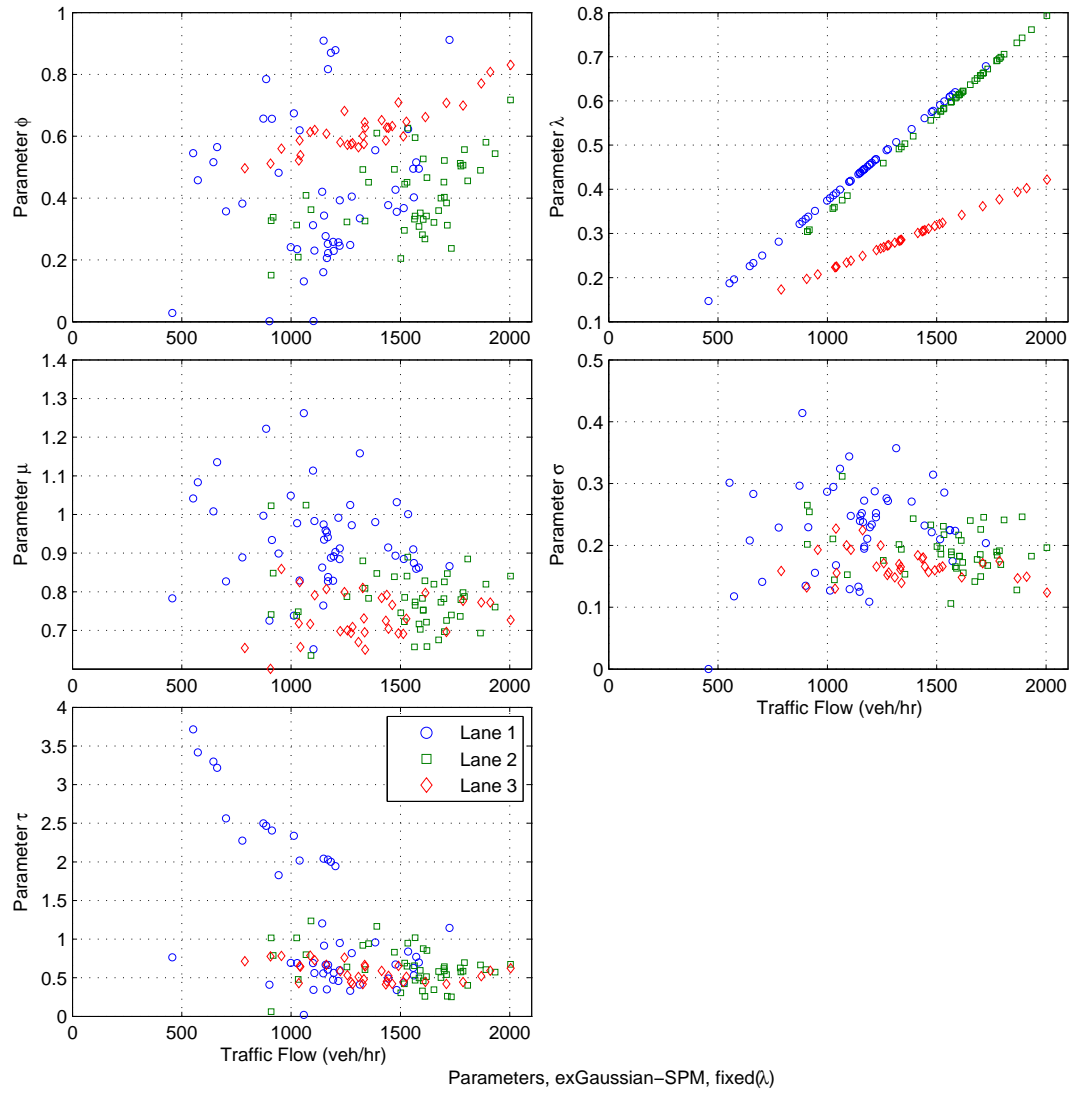 Parameter ϕ
1
0.8
0.6
0.4
0.2
0
0 500 1000 1500 2000
Parameter λ
0.8
0.7
0.6
0.5
0.4
0.3
0.2
0.1
0 500 1000 1500 2000
Parameter μ
1.4
1.3
1.2
1.1
1
0.9
0.8
0.7
0 500 1000 1500 2000
Parameter σ
0.5
0.4
0.3
0.2
0.1
0
0 500 1000 1500 2000
Traffic Flow (veh/hr)
Parameter τ
4
3.5
3
2.5
2
1.5
1
0.5
0
0 500 1000 1500 2000
Traffic Flow (veh/hr)
Lane 1
Lane 2
Lane 3
Parameters, exGaussian−SPM, fixed(λ)